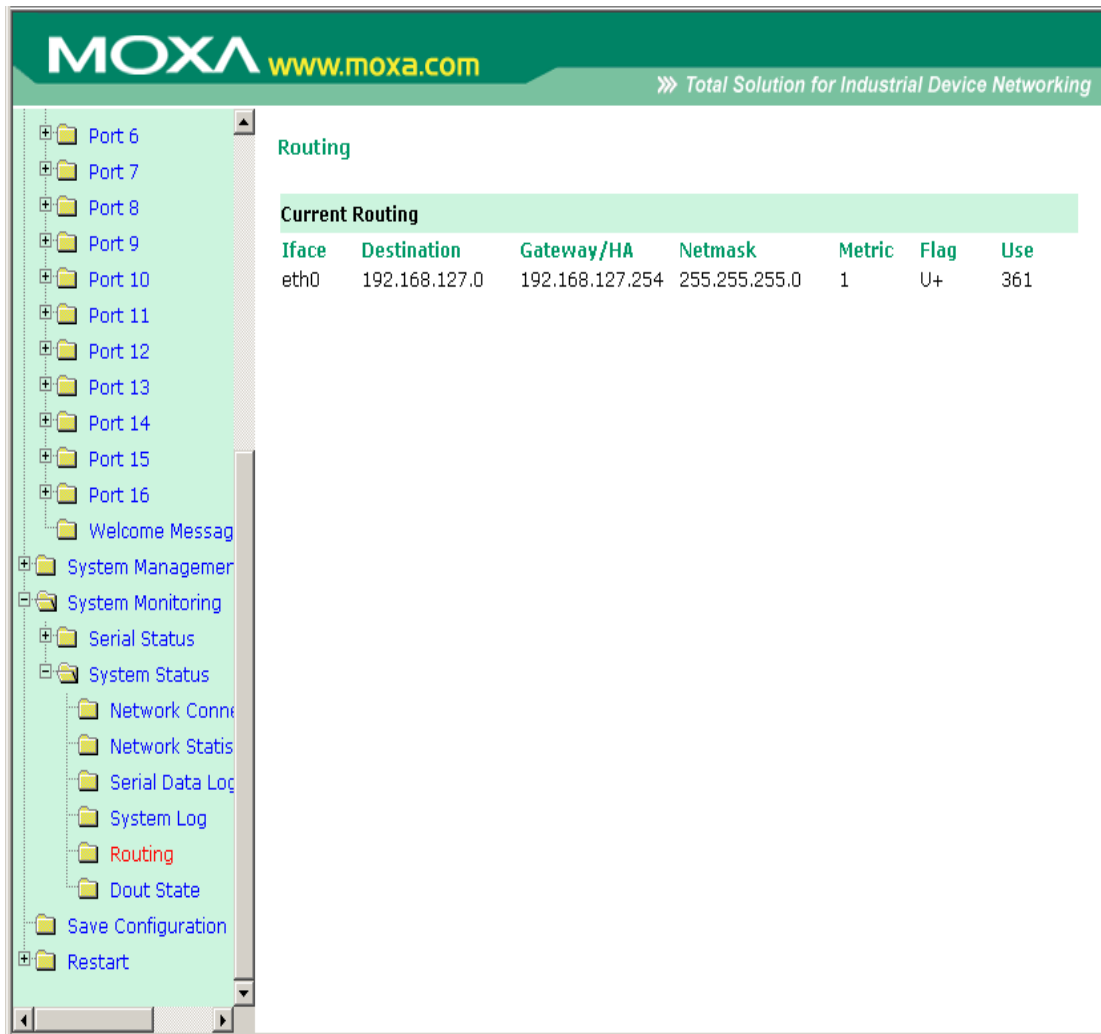 MOXA www.moxa.com
Total Solution for Industrial Device Networking
Port 6
Port 7
Port 8
Port 9
Port 10
Port 11
Port 12
Port 13
Port 14
Port 15
Port 16
Welcome Messag
System Managemer
System Monitoring
Serial Status
System Status
Network Conne
Network Statis
Serial Data Log
System Log
Routing
Dout State
Save Configuration
Restart
Routing
Current Routing
Iface Destination Gateway/HA Netmask Metric Flag Use
eth0 192.168.127.0 192.168.127.254 255.255.255.0 1 U+ 361